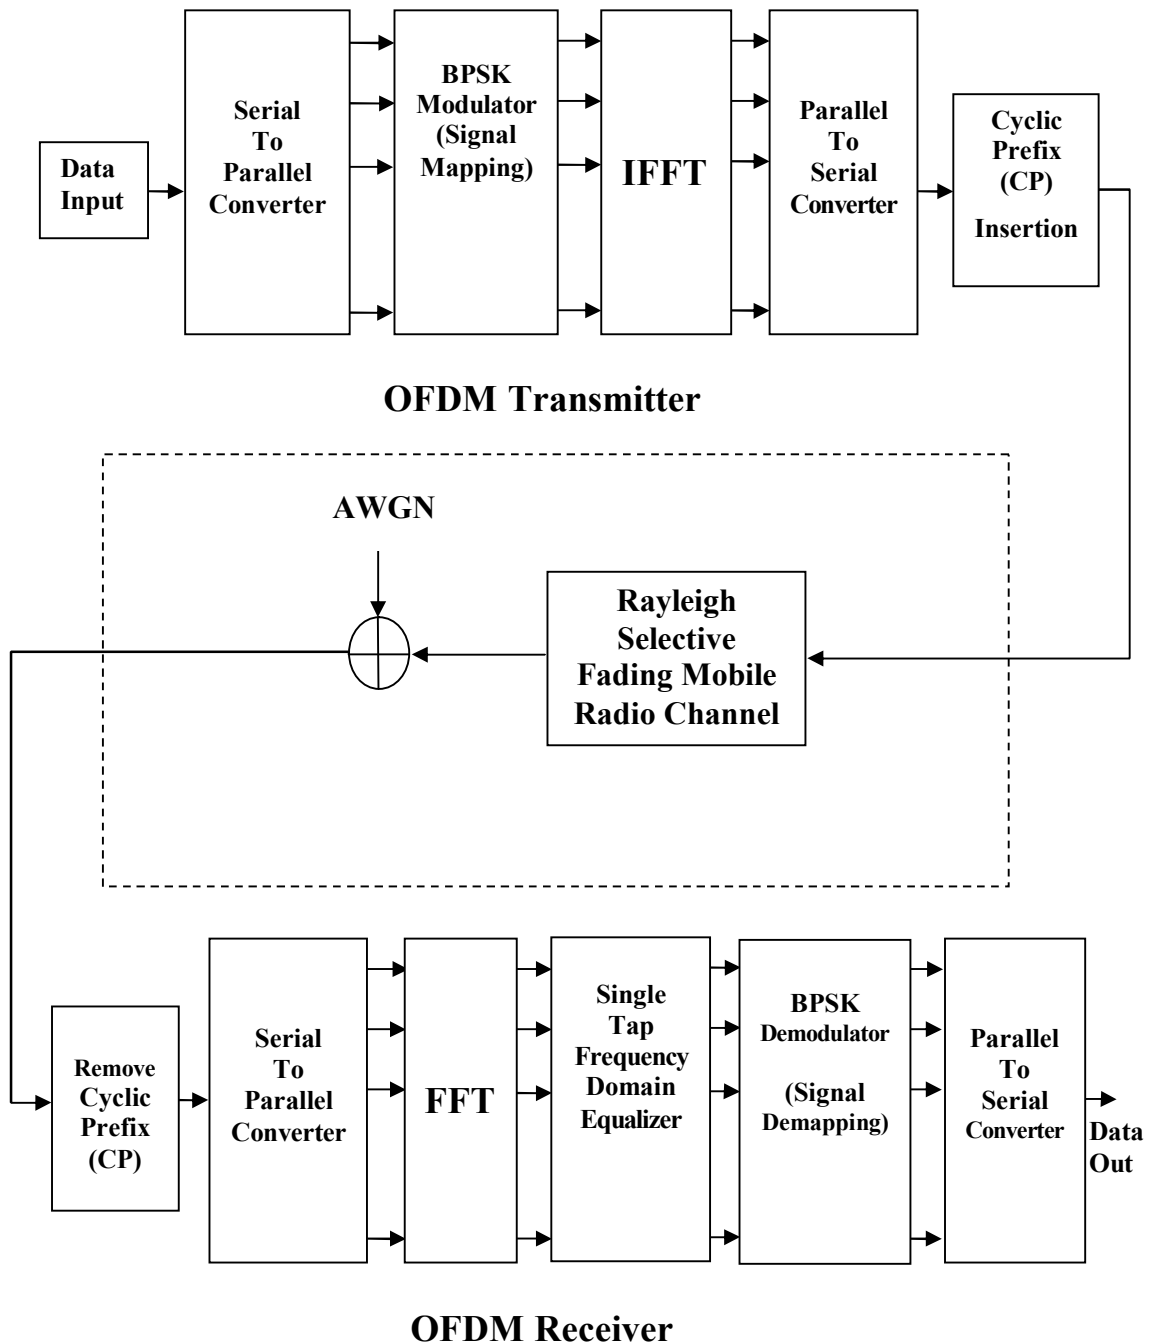 Data
Input
Serial
To
Parallel
Converter
BPSK
Modulator
(Signal
Mapping)
IFFT
Parallel
To
Serial
Converter
Cyclic
Prefix
(CP)
Insertion
OFDM Transmitter
AWGN
Rayleigh
Selective
Fading Mobile
Radio Channel
Remove
Cyclic
Prefix
(CP)
Serial
To
Parallel
Converter
FFT
Single
Tap
Frequency
Domain
Equalizer
BPSK
Demodulator
(Signal
Demapping)
Parallel
To
Serial
Converter
Data
Out
OFDM Receiver